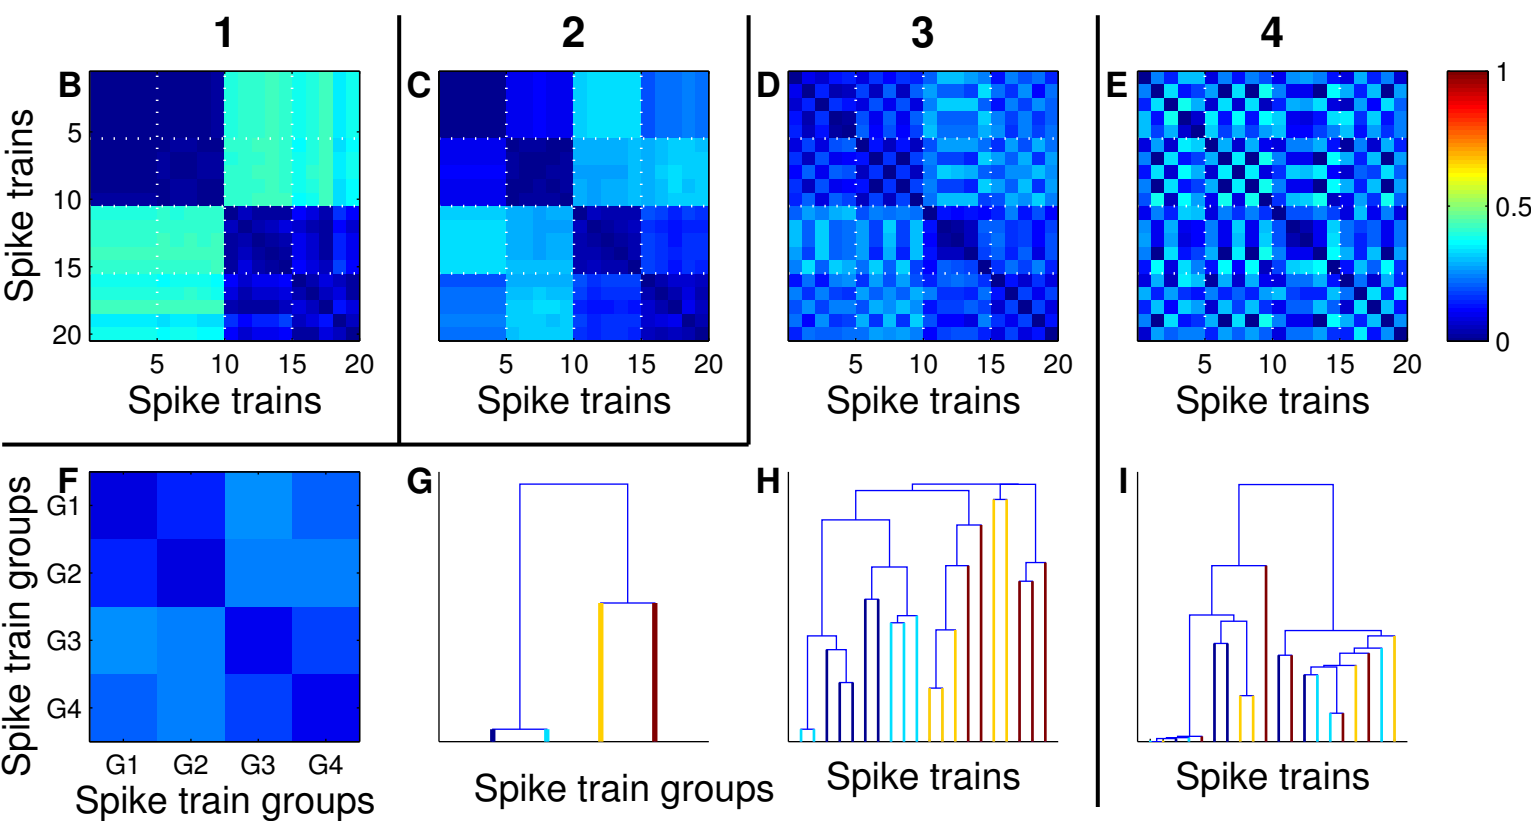 1 2 3 4
B C D E
Spike trains
5
10
15
20
5 10 15 20
5 10 15 20
5 10 15 20
5 10 15 20
Spike trains Spike trains Spike trains Spike trains
1
0.5
0
F G H I
Spike train groups
G1
G2
G3
G4
G1 G2 G3 G4
Spike train groups Spike train groups Spike trains Spike trains